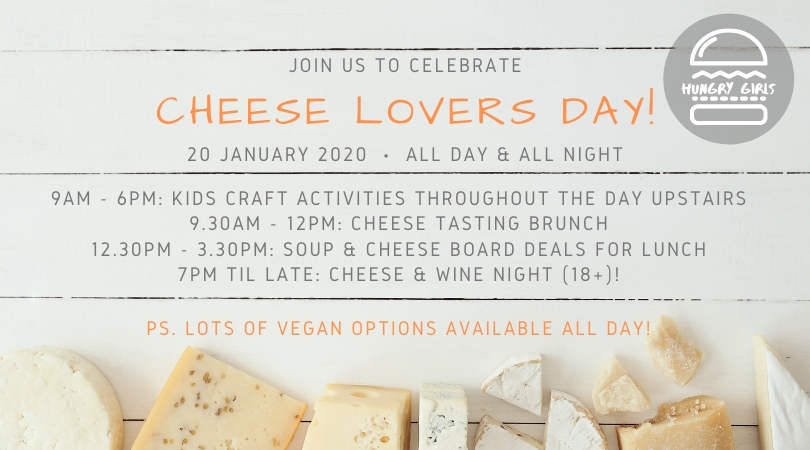 JOIN US TO CELEBRATE
CHEESE LOVERS DAY!
HUNGRY GIRLS
20 JANUARY 2020 • ALL DAY & ALL NIGHT
9AM - 6PM: KIDS CRAFT ACTIVITIES THROUGHOUT THE DAY UPSTAIRS
9.30AM - 12PM: CHEESE TASTING BRUNCH
12.30PM - 3.30PM: SOUP & CHEESE BOARD DEALS FOR LUNCH
7PM TIL LATE: CHEESE & WINE NIGHT (18+)!
PS. LOTS OF VEGAN OPTIONS AVAILABLE ALL DAY!